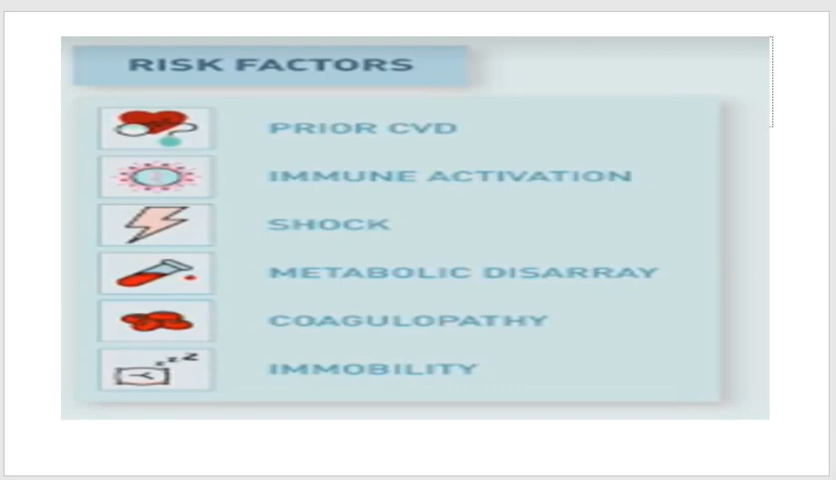 RISK FACTORS
PRIOR CVD
IMMUNE ACTIVATION
SHOCK
METABOLIC DISARRAY
COAGULOPATHY
z z Z
IMMOBILITY